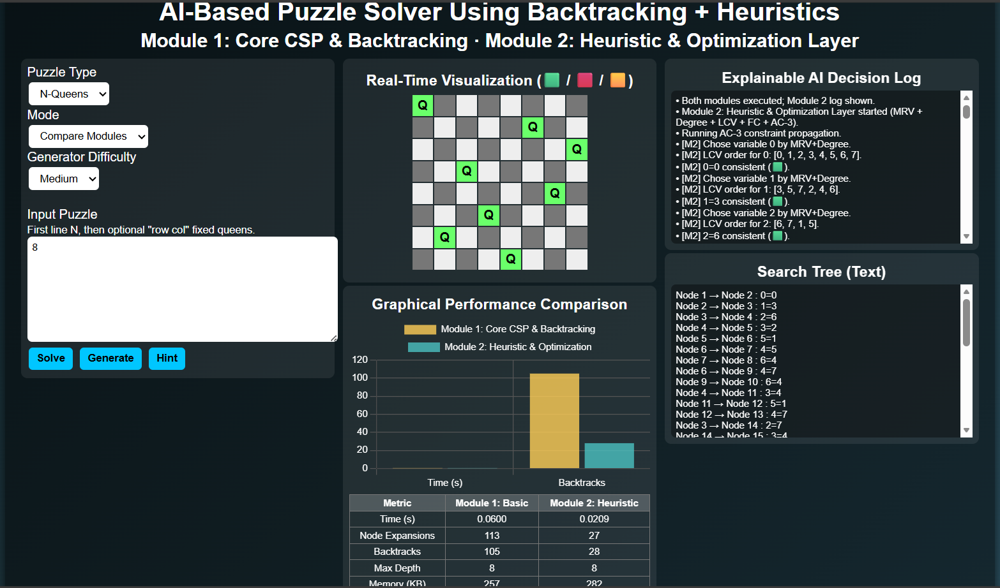 AI-Based Puzzle Solver Using Backtracking + Heuristics
Module 1: Core CSP & Backtracking · Module 2: Heuristic & Optimization Layer
Puzzle Type
N-Queens
Mode
Compare Modules
Generator Difficulty
Medium
Input Puzzle
First line N, then optional "row col" fixed queens.
8
Solve Generate Hint
Real-Time Visualization ( 🟩 / 🟥 / 🟧 )
Q
Q
Q
Q
Q
Q
Q
Q
Graphical Performance Comparison
Module 1: Core CSP & Backtracking
Module 2: Heuristic & Optimization
120
100
80
60
40
20
0
Time (s) Backtracks
Metric Module 1: Basic Module 2: Heuristic
Time (s) 0.0600 0.0209
Node Expansions 113 27
Backtracks 105 28
Max Depth 8 8
Memory (KB) 257 282
Explainable AI Decision Log
• Both modules executed; Module 2 log shown.
• Module 2: Heuristic & Optimization Layer started (MRV +
Degree + LCV + FC + AC-3).
• Running AC-3 constraint propagation.
• [M2] Chose variable 0 by MRV+Degree.
• [M2] LCV order for 0: [0, 1, 2, 3, 4, 5, 6, 7].
• [M2] 0=0 consistent (🟩).
• [M2] Chose variable 1 by MRV+Degree.
• [M2] LCV order for 1: [3, 5, 7, 2, 4, 6].
• [M2] 1=3 consistent (🟩).
• [M2] Chose variable 2 by MRV+Degree.
• [M2] LCV order for 2: [6, 7, 1, 5].
• [M2] 2=6 consistent (🟩).
Search Tree (Text)
Node 1 → Node 2 : 0=0
Node 2 → Node 3 : 1=3
Node 3 → Node 4 : 2=6
Node 4 → Node 5 : 3=2
Node 5 → Node 6 : 5=1
Node 6 → Node 7 : 4=5
Node 7 → Node 8 : 6=4
Node 6 → Node 9 : 4=7
Node 9 → Node 10 : 6=4
Node 4 → Node 11 : 3=4
Node 11 → Node 12 : 5=1
Node 12 → Node 13 : 4=7
Node 3 → Node 14 : 2=7
Node 14 → Node 15 : 3=4